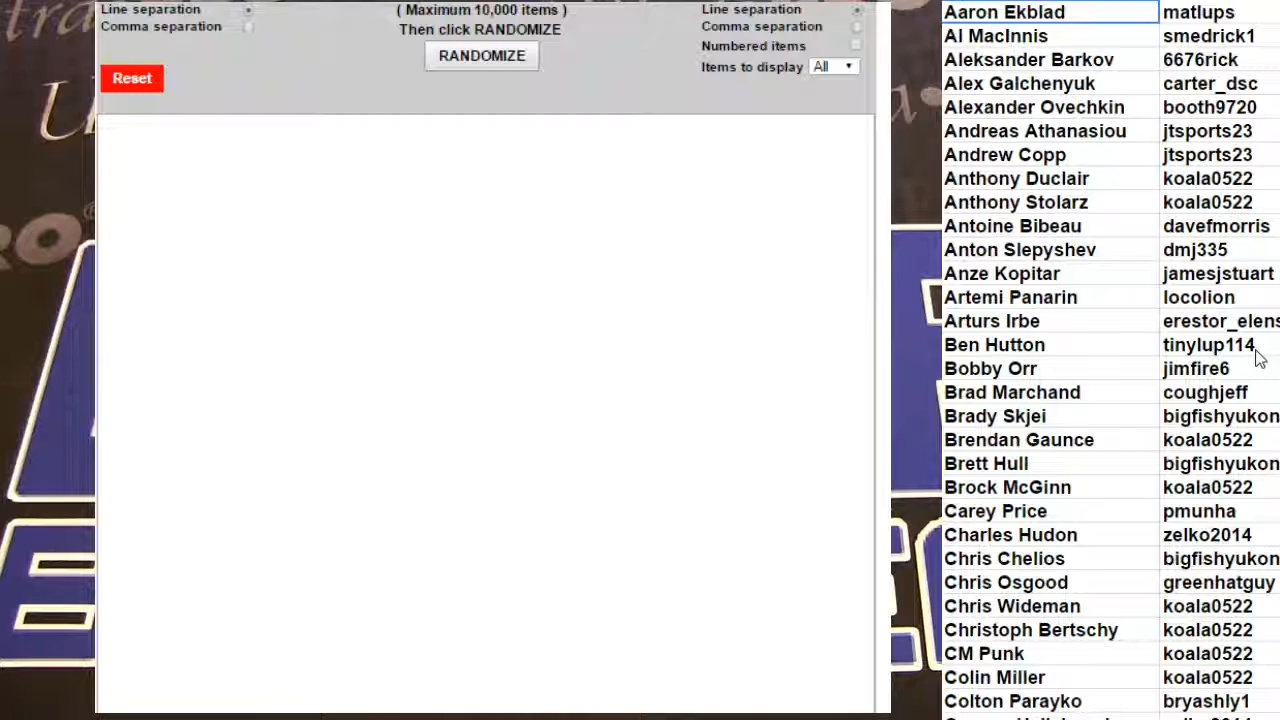 Line separation
Comma separation
Reset
( Maximum 10,000 items )
Then click RANDOMIZE
RANDOMIZE
Line separation
Comma separation
Numbered items
Items to display All
Aaron Ekblad matlups
Al MacInnis smedrick1
Aleksander Barkov 6676rick
Alex Galchenyuk carter_dsc
Alexander Ovechkin booth9720
Andreas Athanasiou jtsports23
Andrew Copp jtsports23
Anthony Duclair koala0522
Anthony Stolarz koala0522
Antoine Bibeau davefmorris
Anton Slepyshev dmj335
Anze Kopitar jamesjstuart
Artemi Panarin locolion
Arturs Irbe erestor_elens
Ben Hutton tinylup114
Bobby Orr jimfire6
Brad Marchand coughjeff
Brady Skjei bigfishyukon
Brendan Gaunce koala0522
Brett Hull bigfishyukon
Brock McGinn koala0522
Carey Price pmunha
Charles Hudon zelko2014
Chris Chelios bigfishyukon
Chris Osgood greenhatguy
Chris Wideman koala0522
Christoph Bertschy koala0522
CM Punk koala0522
Colin Miller koala0522
Colton Parayko bryashly1